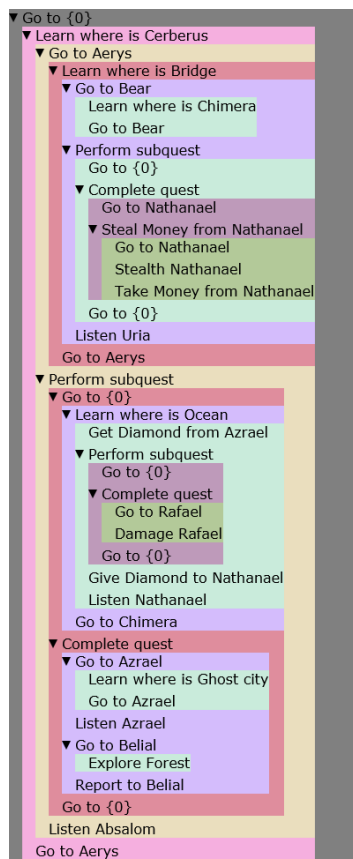 Go to {0}
Learn where is Cerberus
Go to Aerys
Learn where is Bridge
Go to Bear
Learn where is Chimera
Go to Bear
Perform subquest
Go to {0}
Complete quest
Go to Nathanael
Steal Money from Nathanael
Go to Nathanael
Stealth Nathanael
Take Money from Nathanael
Go to {0}
Listen Uria
Go to Aerys
Perform subquest
Go to {0}
Learn where is Ocean
Get Diamond from Azrael
Perform subquest
Go to {0}
Complete quest
Go to Rafael
Damage Rafael
Go to {0}
Give Diamond to Nathanael
Listen Nathanael
Go to Chimera
Complete quest
Go to Azrael
Learn where is Ghost city
Go to Azrael
Listen Azrael
Go to Belial
Explore Forest
Report to Belial
Go to {0}
Listen Absalom
Go to Aerys